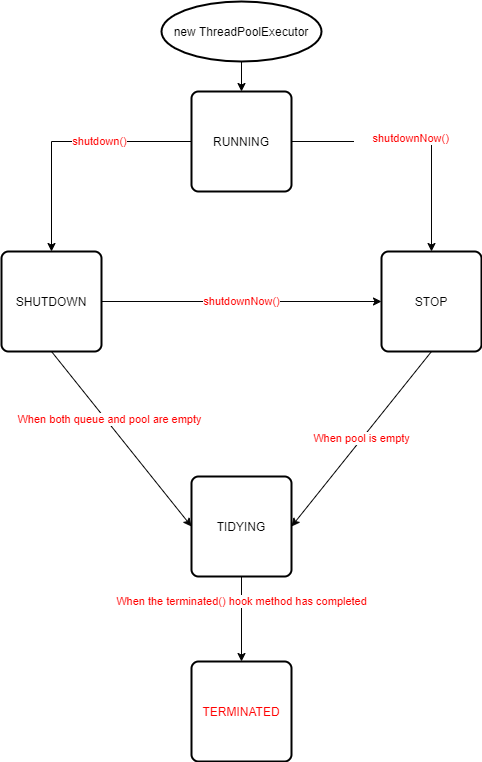 new ThreadPoolExecutor
RUNNING
shutdown()
shutdownNow()
SHUTDOWN
shutdownNow()
STOP
When both queue and pool are empty
When pool is empty
TIDYING
When the terminated() hook method has completed
TERMINATED